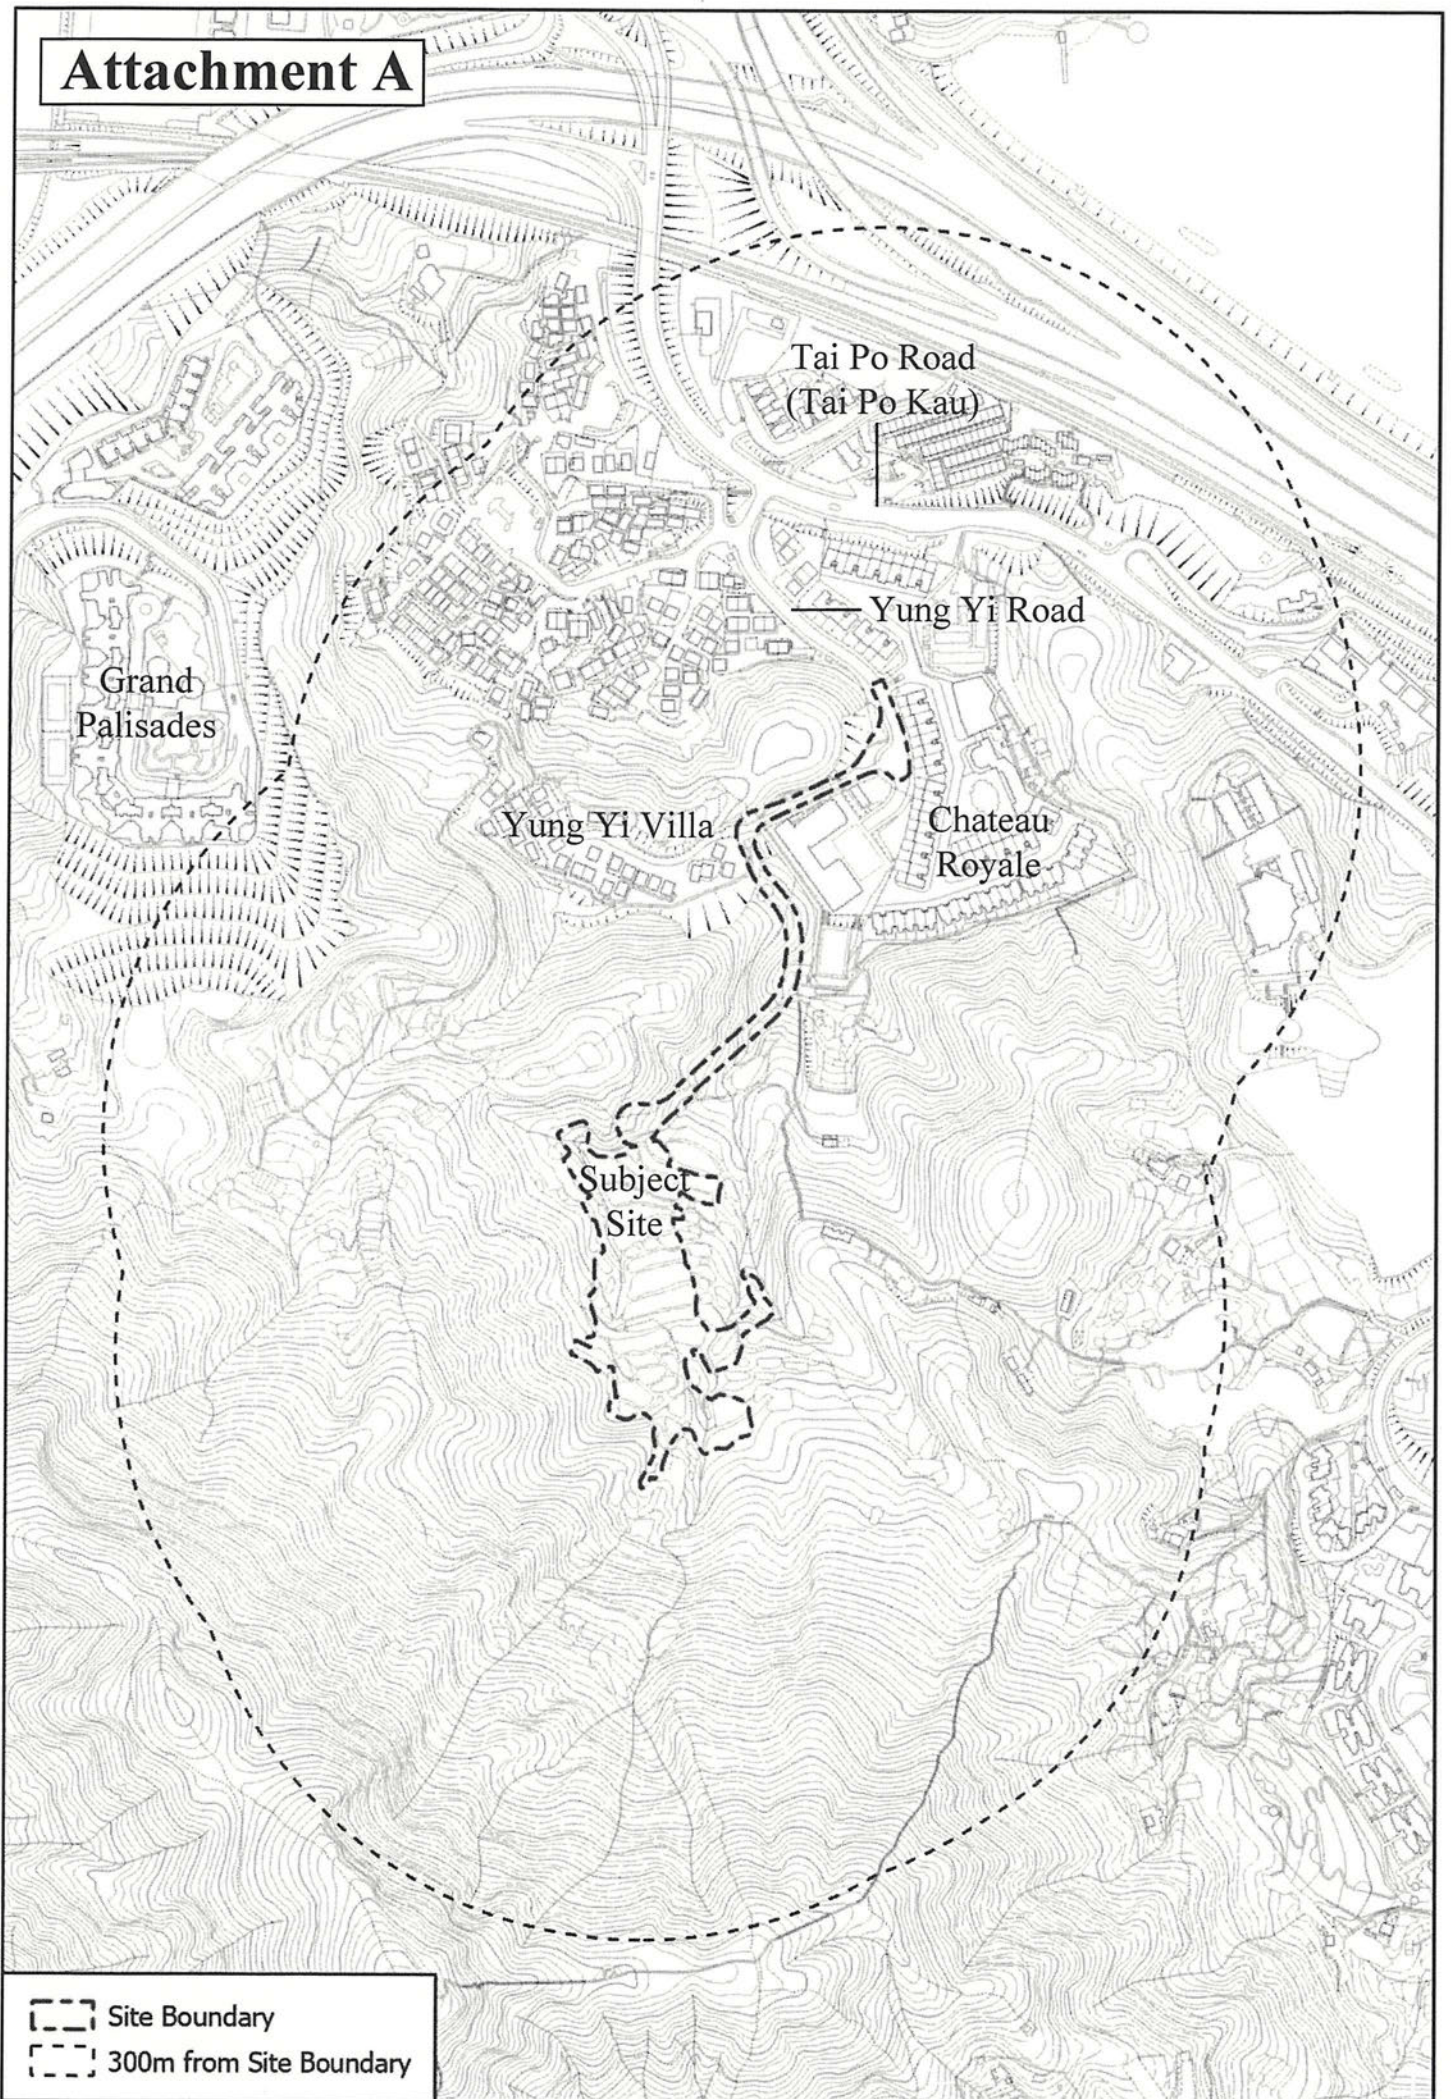 Attachment A
Tai Po Road
(Tai Po Kau)
Yung Yi Road
Grand
Palisades
Yung Yi Villa
Chateau
Royale
Subject
Site
Site Boundary
300m from Site Boundary